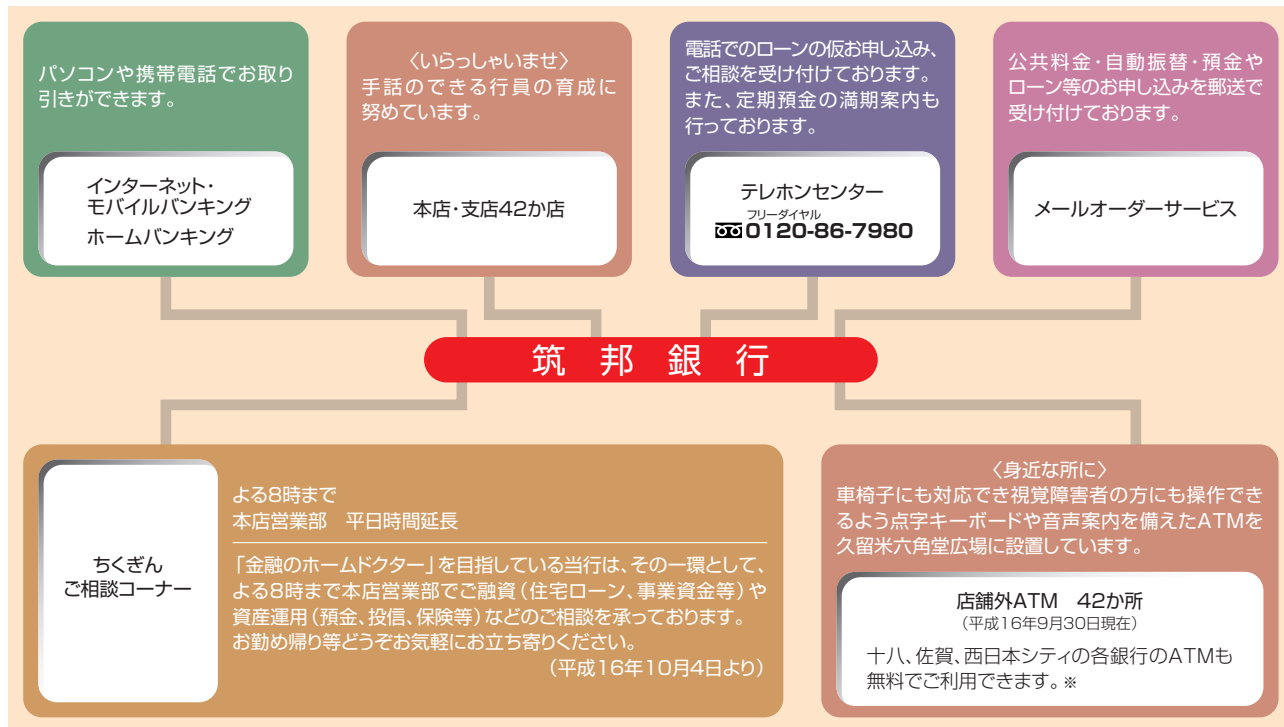 パソコンや携帯電話でお取り
引きができます。
インターネット・
モバイルバンキング
ホームバンキング
〈いらっしゃいませ〉
手話のできる行員の育成に
努めています。
本店・支店42か店
電話でのローンの仮お申し込み、
ご相談を受け付けております。
また、定期預金の満期案内も
行っております。
テレホンセンター
フリーダイヤル
0120-86-7980
公共料金・自動振替・預金や
ローン等のお申し込みを郵送で
受け付けております。
メールオーダーサービス
筑邦銀行
ちくぎん
ご相談コーナー
よる8時まで
本店営業部　平日時間延長
「金融のホームドクター」を目指している当行は、その一環として、
よる8時まで本店営業部でご融資(住宅ローン、事業資金等)や
資産運用(預金、投信、保険等)などのご相談を承っております。
お勤め帰り等どうぞお気軽にお立ち寄りください。
(平成16年10月4日より)
〈身近な所に〉
車椅子にも対応でき視覚障害者の方にも操作でき
るよう点字キーボードや音声案内を備えたATMを
久留米六角堂広場に設置しています。
店舗外ATM　42か所
(平成16年9月30日現在)
十八、佐賀、西日本シティの各銀行のATMも
無料でご利用できます。※